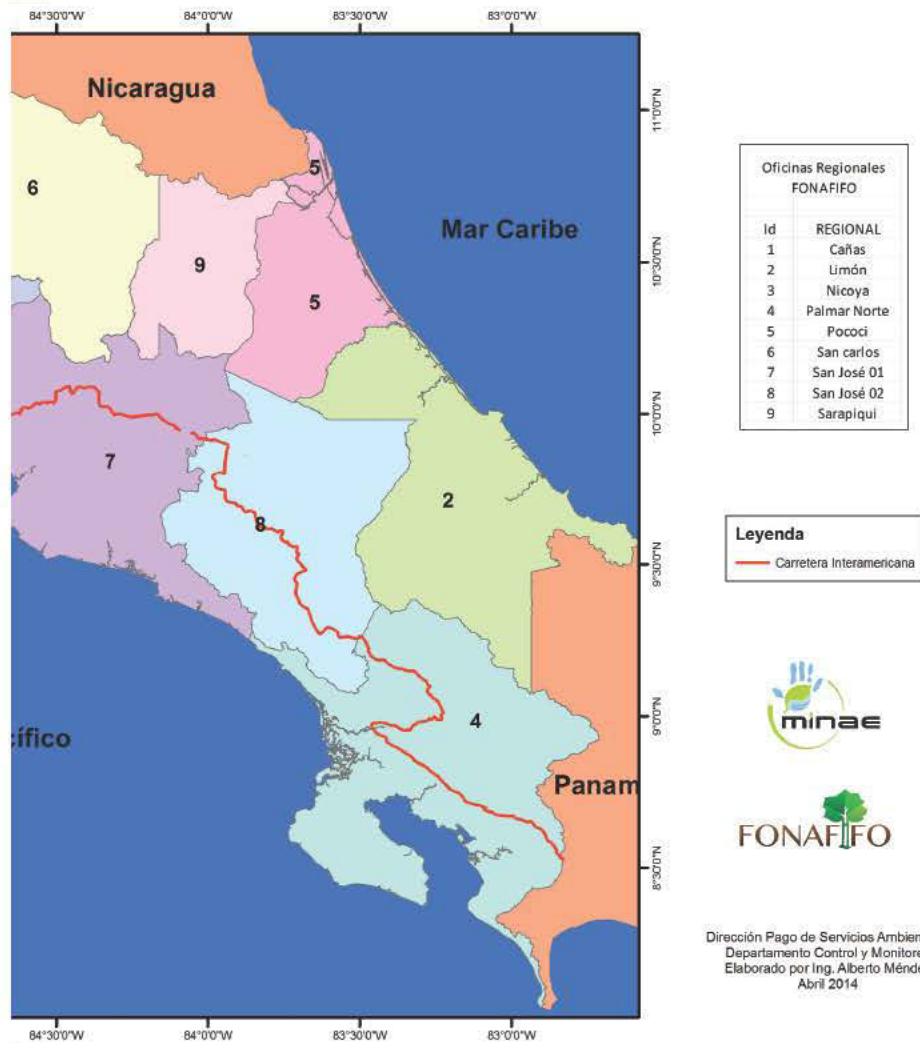 84°30'0"W 84°0'0"W 83°30'0"W 83°0'0"W
Nicaragua
11°0'0"N
5
6
Mar Caribe
9
10°30'0"N
5
10°0'0"N
7
2
8
9°30'0"N
4
9°0'0"N
cífico
Panam
8°30'0"N
84°30'0"W 84°0'0"W 83°30'0"W 83°0'0"W
Oficinas Regionales
FONAFIFO
Id REGIONAL
1 Cañas
2 Limón
3 Nicoya
4 Palmar Norte
5 Pococi
6 San carlos
7 San José 01
8 San José 02
9 Sarapiqui
Leyenda
Carretera Interamericana
minae
FONAFIFO
Dirección Pago de Servicios Ambien
Departamento Control y Monitore
Elaborado por Ing. Alberto Ménde
Abril 2014